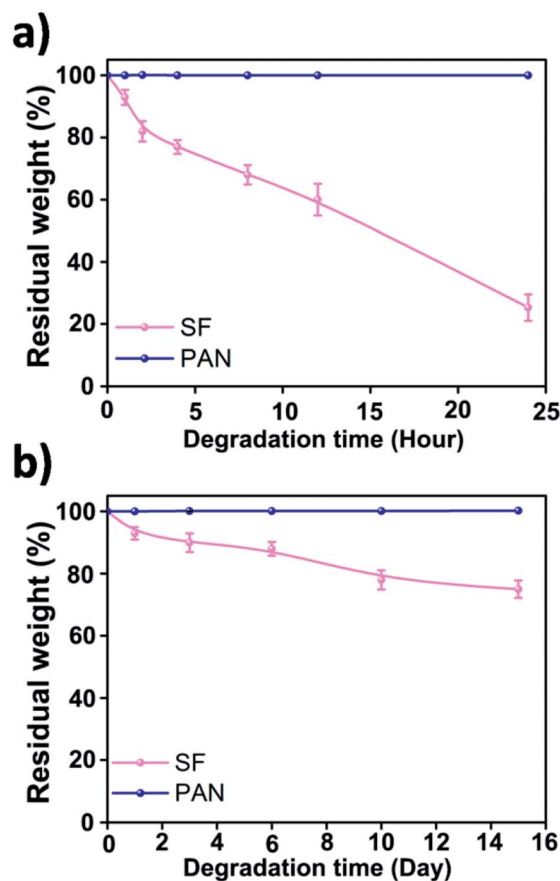 a)
Residual weight (%)
100
80
60
40
20
0
SF
PAN
0 5 10 15 20 25
Degradation time (Hour)
b)
Residual weight (%)
100
80
60
40
20
0
SF
PAN
0 2 4 6 8 10 12 14 16
Degradation time (Day)